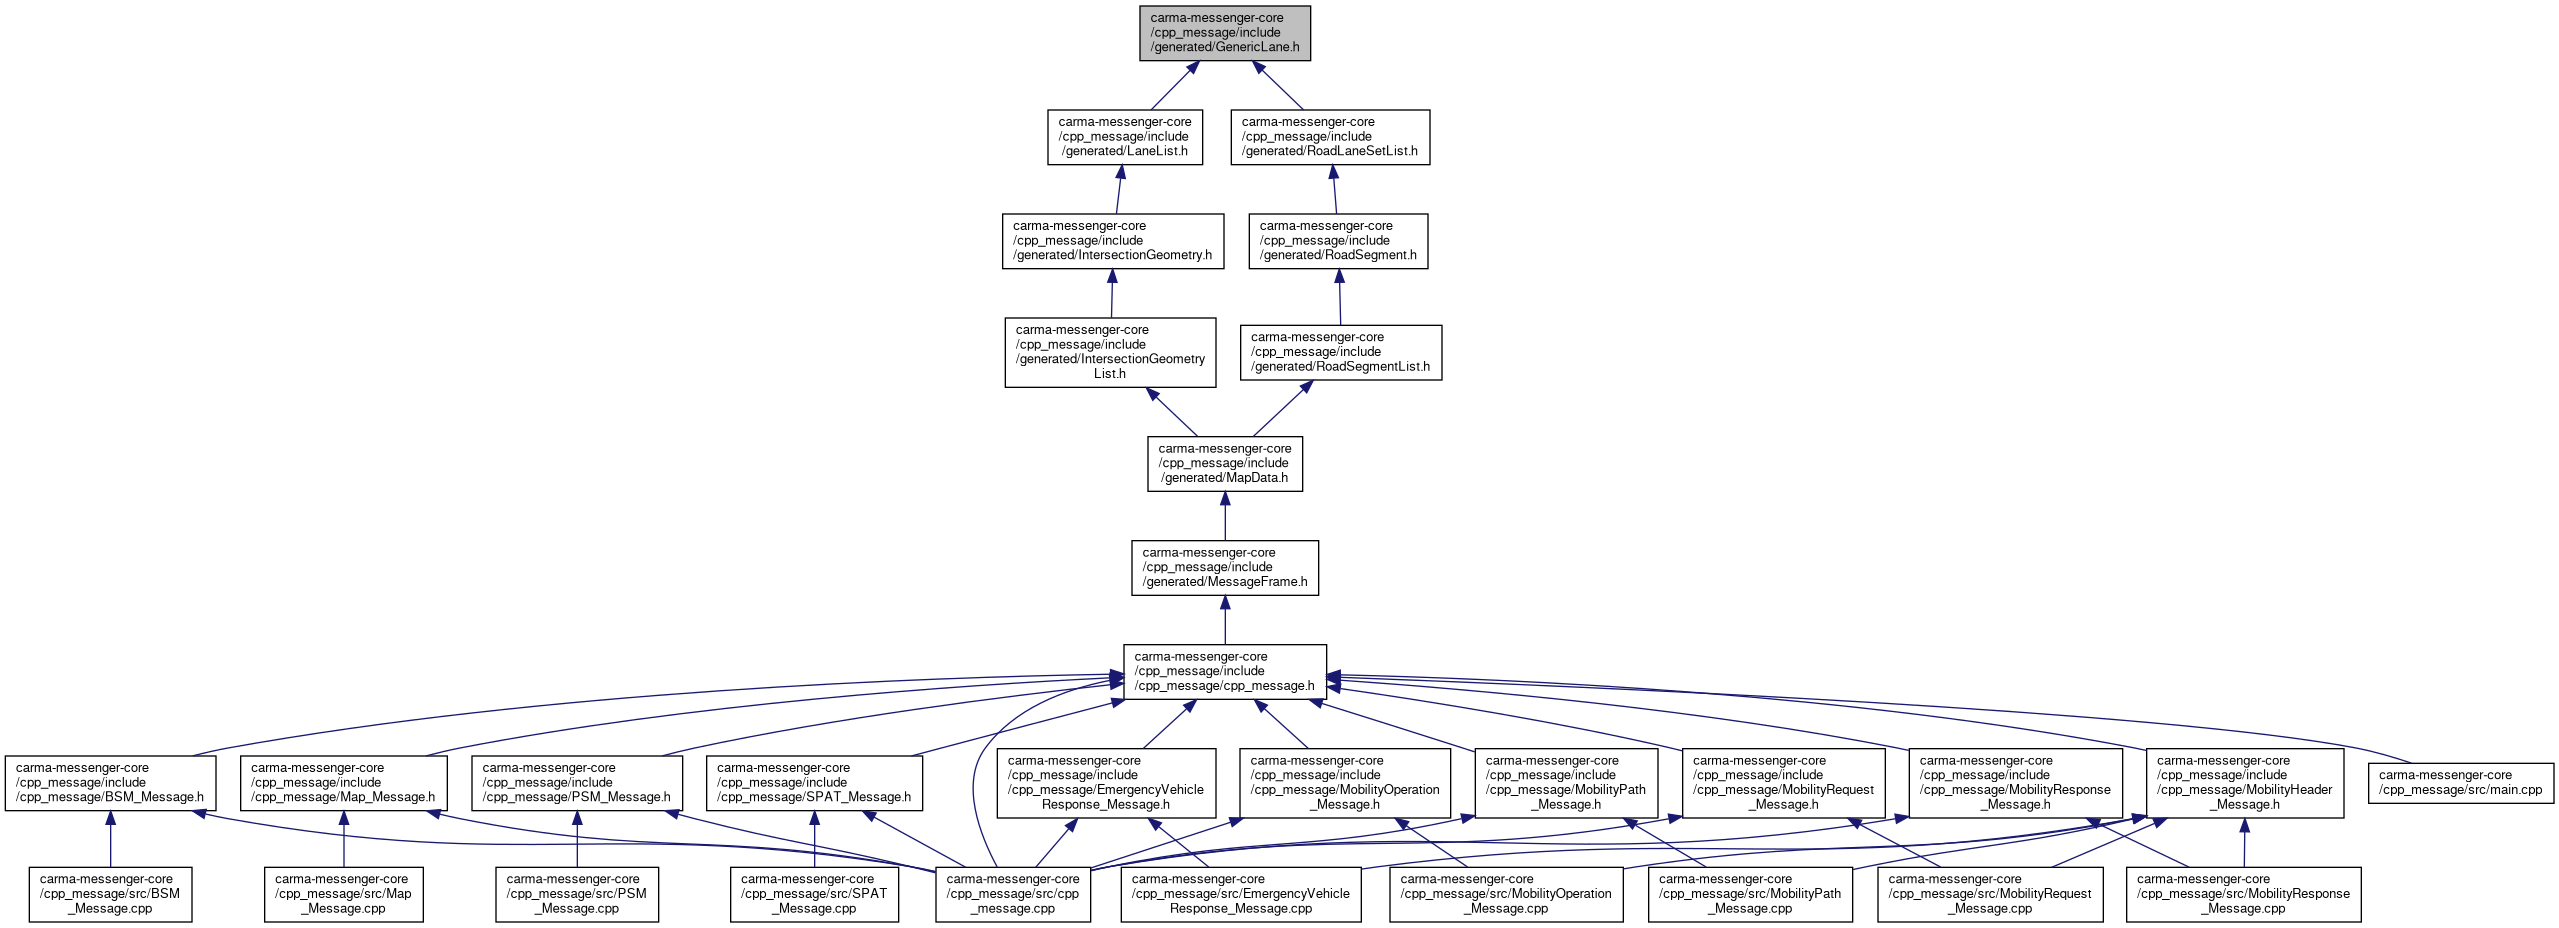 carma-messenger-core
/cpp_message/include
/generated/GenericLane.h
carma-messenger-core
/cpp_message/include
/generated/LaneList.h
carma-messenger-core
/cpp_message/include
/generated/RoadLaneSetList.h
carma-messenger-core
/cpp_message/include
/generated/IntersectionGeometry.h
carma-messenger-core
/cpp_message/include
/generated/RoadSegment.h
carma-messenger-core
/cpp_message/include
/generated/IntersectionGeometry
List.h
carma-messenger-core
/cpp_message/include
/generated/RoadSegmentList.h
carma-messenger-core
/cpp_message/include
/generated/MapData.h
carma-messenger-core
/cpp_message/include
/generated/MessageFrame.h
carma-messenger-core
/cpp_message/include
/cpp_message/cpp_message.h
carma-messenger-core
/cpp_message/include
/cpp_message/BSM_Message.h
carma-messenger-core
/cpp_message/include
/cpp_message/Map_Message.h
carma-messenger-core
/cpp_message/include
/cpp_message/PSM_Message.h
carma-messenger-core
/cpp_message/include
/cpp_message/SPAT_Message.h
carma-messenger-core
/cpp_message/include
/cpp_message/EmergencyVehicle
Response_Message.h
carma-messenger-core
/cpp_message/include
/cpp_message/MobilityOperation
_Message.h
carma-messenger-core
/cpp_message/include
/cpp_message/MobilityPath
_Message.h
carma-messenger-core
/cpp_message/include
/cpp_message/MobilityRequest
_Message.h
carma-messenger-core
/cpp_message/include
/cpp_message/MobilityResponse
_Message.h
carma-messenger-core
/cpp_message/include
/cpp_message/MobilityHeader
_Message.h
carma-messenger-core
/cpp_message/src/main.cpp
carma-messenger-core
/cpp_message/src/BSM
_Message.cpp
carma-messenger-core
/cpp_message/src/Map
_Message.cpp
carma-messenger-core
/cpp_message/src/PSM
_Message.cpp
carma-messenger-core
/cpp_message/src/SPAT
_Message.cpp
carma-messenger-core
/cpp_message/src/cpp
_message.cpp
carma-messenger-core
/cpp_message/src/EmergencyVehicle
Response_Message.cpp
carma-messenger-core
/cpp_message/src/MobilityOperation
_Message.cpp
carma-messenger-core
/cpp_message/src/MobilityPath
_Message.cpp
carma-messenger-core
/cpp_message/src/MobilityRequest
_Message.cpp
carma-messenger-core
/cpp_message/src/MobilityResponse
_Message.cpp